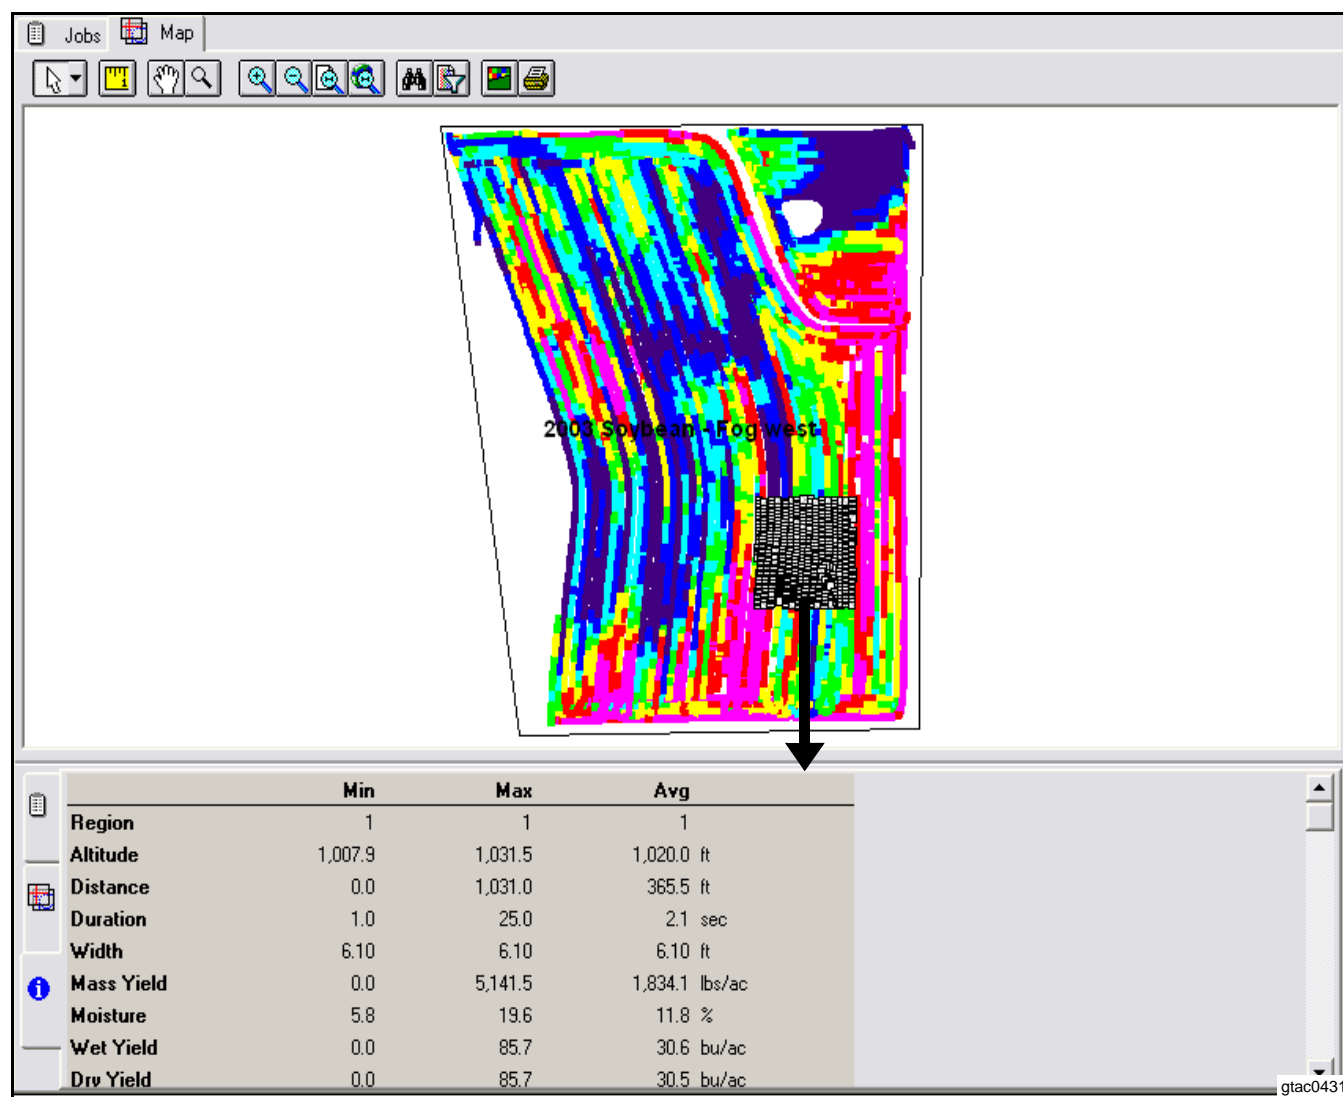 Jobs Map
2003 Soybean - Fog west
Min Max Avg
Region 1 1 1
Altitude 1,007.9 1,031.5 1,020.0 ft
Distance 0.0 1,031.0 365.5 ft
Duration 1.0 25.0 2.1 sec
Width 6.10 6.10 6.10 ft
Mass Yield 0.0 5,141.5 1,834.1 lbs/ac
Moisture 5.8 19.6 11.8 %
Wet Yield 0.0 85.7 30.6 bu/ac
Dry Yield 0.0 85.7 30.5 bu/ac
gtac0431